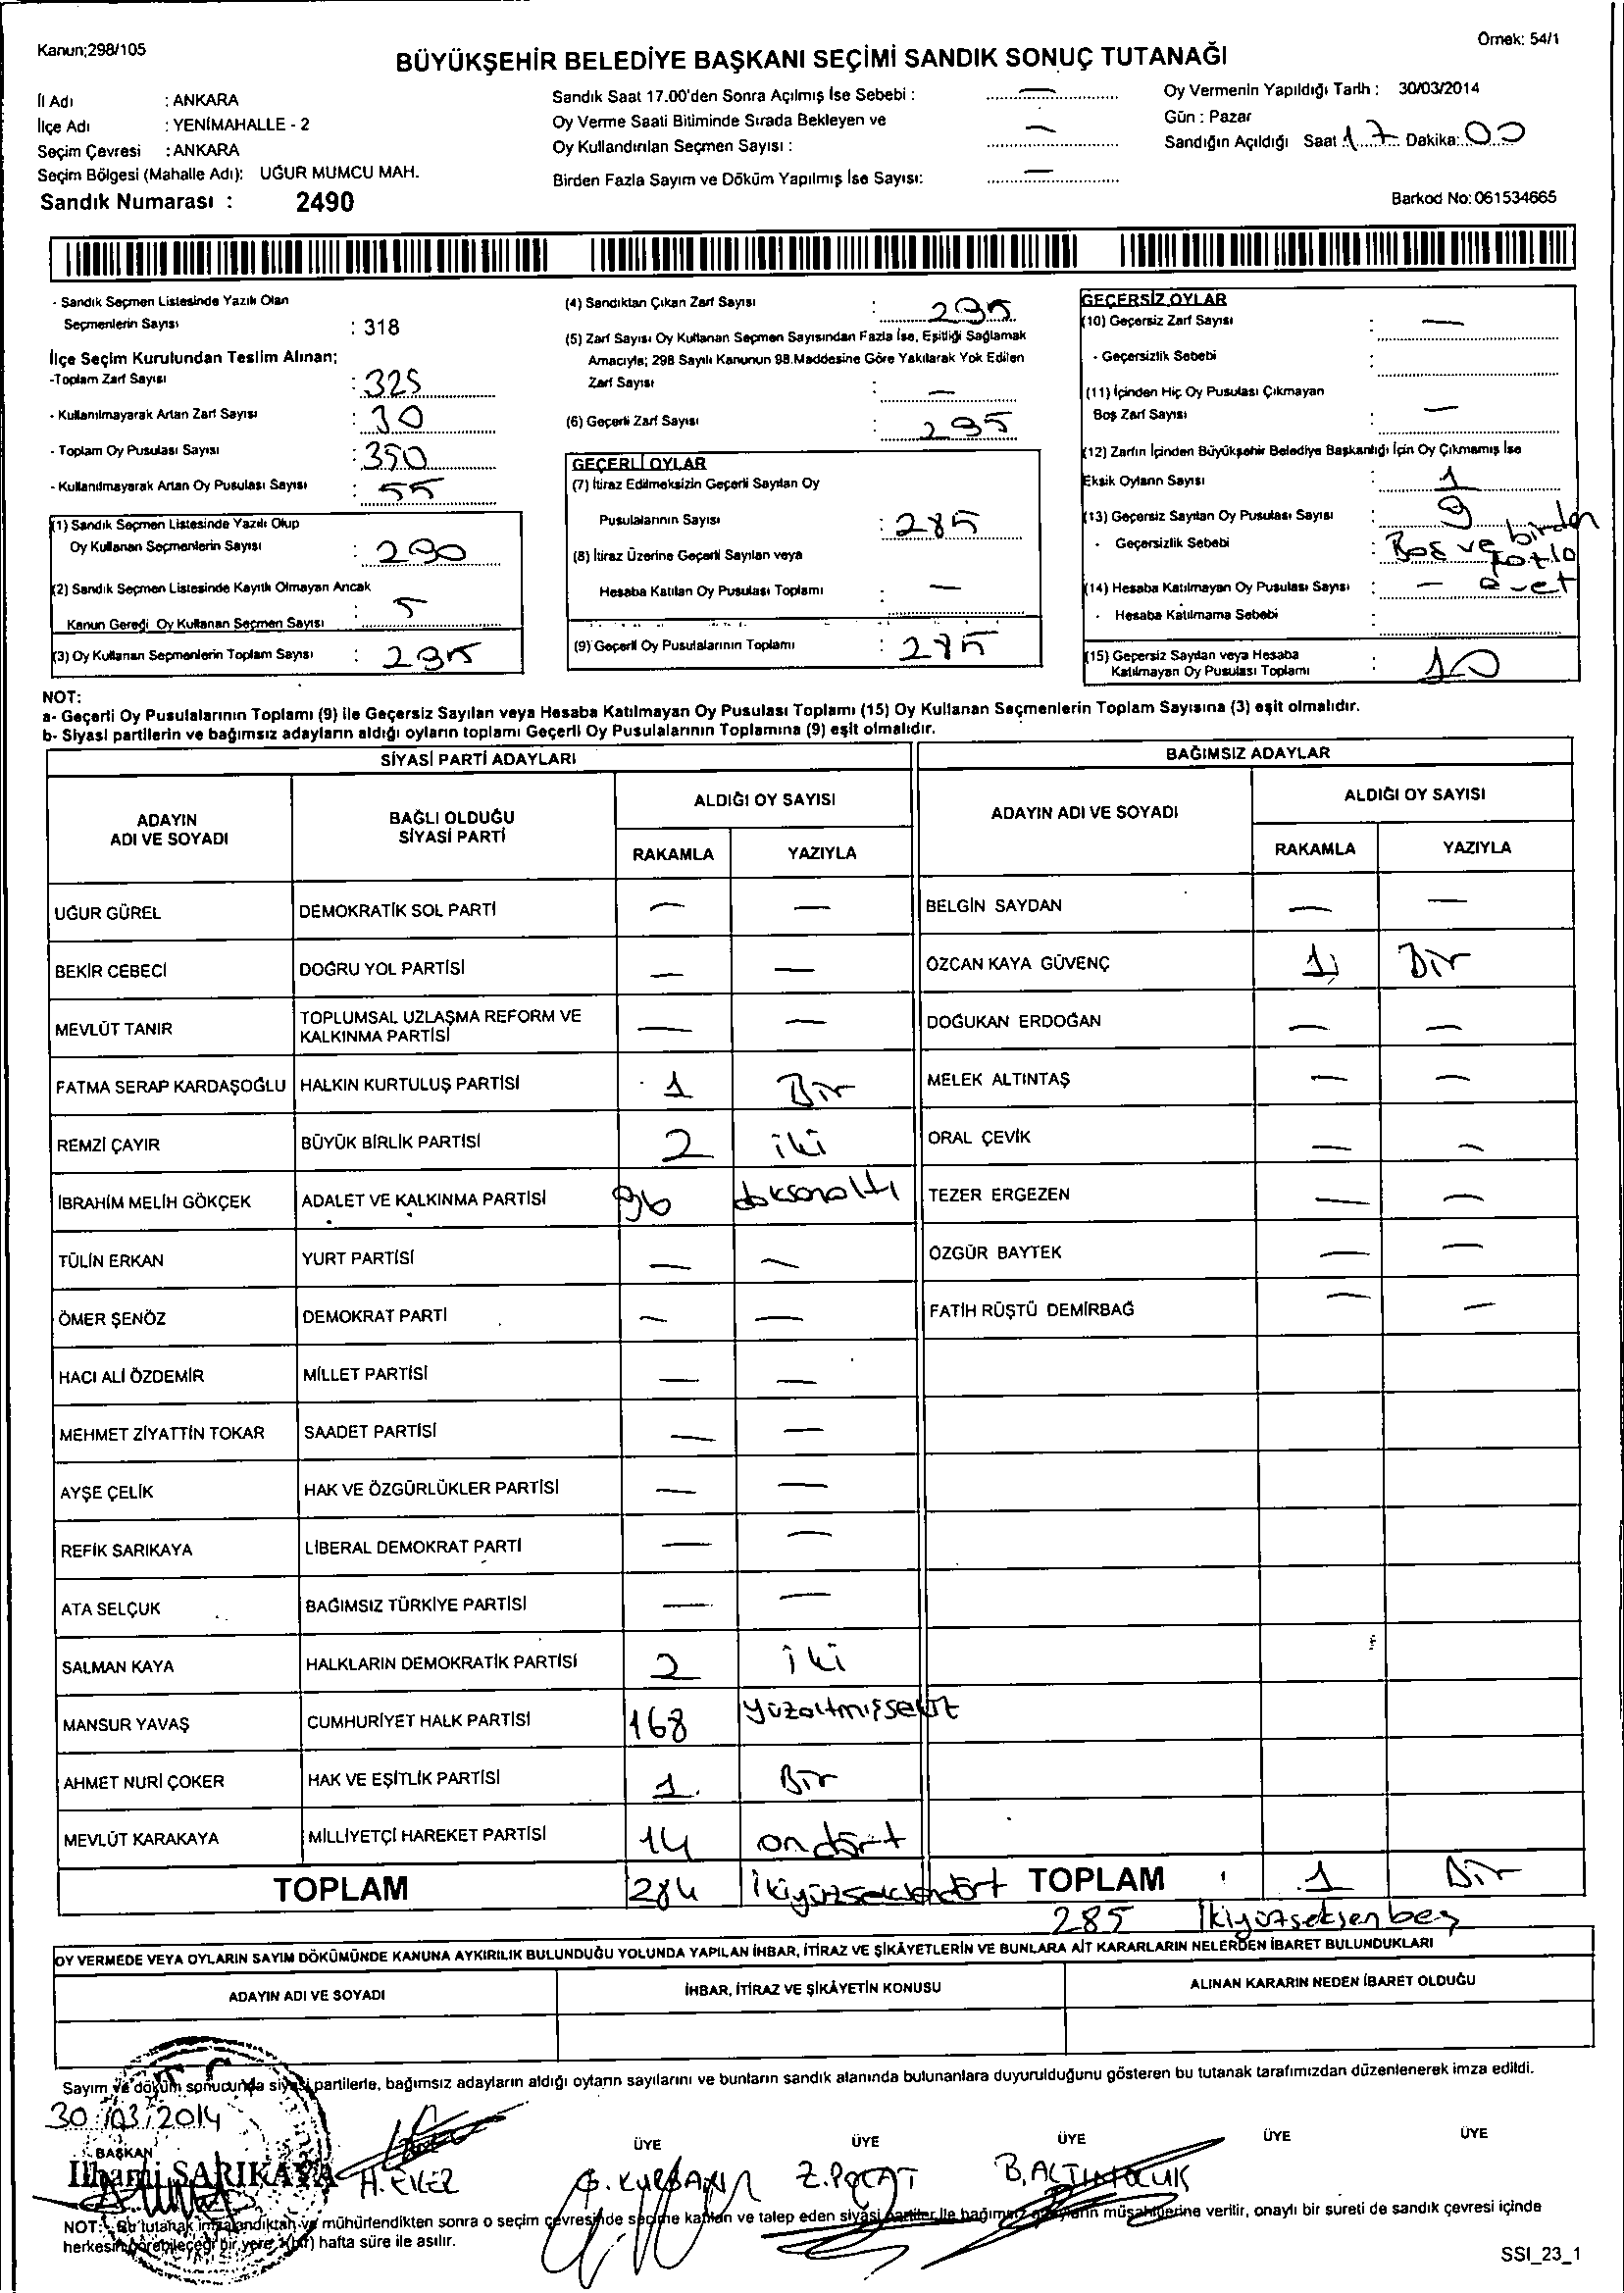 Kanun;298/105
Örnek: 54/1
BÜYÜKŞEHİR BELEDİYE BAŞKANI SEÇİMİ SANDIK SONUÇ TUTANAĞI
İl Adı : ANKARA
İlçe Adı : YENİMAHALLE - 2
Seçim Çevresi : ANKARA
Seçim Bölgesi (Mahalle Adı): UĞUR MUMCU MAH.
Sandık Numarası : 2490
Sandık Saat 17.00'den Sonra Açılmış İse Sebebi : —
Oy Verme Saati Bitiminde Sırada Bekleyen ve
Oy Kullandırılan Seçmen Sayısı : —
Birden Fazla Sayım ve Döküm Yapılmış İse Sayısı: —
Oy Vermenin Yapıldığı Tarih : 30/03/2014
Gün : Pazar
Sandığın Açıldığı Saat 17 Dakika: 00
Barkod No: 061534665
- Sandık Seçmen Listesinde Yazılı Olan
Seçmenlerin Sayısı : 318
İlçe Seçim Kurulundan Teslim Alınan;
-Toplam Zarf Sayısı : 325
- Kullanılmayarak Artan Zarf Sayısı : 30
- Toplam Oy Pusulası Sayısı : 350
- Kullanılmayarak Artan Oy Pusulası Sayısı : 55
(1) Sandık Seçmen Listesinde Yazılı Olup
Oy Kullanan Seçmenlerin Sayısı : 290
(2) Sandık Seçmen Listesinde Kayıtlı Olmayan Ancak
Kanun Gereği Oy Kullanan Seçmen Sayısı : 5
(3) Oy Kullanan Seçmenlerin Toplam Sayısı : 295
(4) Sandıktan Çıkan Zarf Sayısı : 295
(5) Zarf Sayısı Oy Kullanan Seçmen Sayısından Fazla İse, Eşitliği Sağlamak
Amacıyla; 298 Sayılı Kanunun 98.Maddesine Göre Yakılarak Yok Edilen
Zarf Sayısı : —
(6) Geçerli Zarf Sayısı : 295
GEÇERLİ OYLAR
(7) İtiraz Edilmeksizin Geçerli Sayılan Oy
Pusulalarının Sayısı : 285
(8) İtiraz Üzerine Geçerli Sayılan veya
Hesaba Katılan Oy Pusulası Toplamı : —
(9) Geçerli Oy Pusulalarının Toplamı : 285
GEÇERSİZ OYLAR
(10) Geçersiz Zarf Sayısı : —
- Geçersizlik Sebebi :
(11) İçinden Hiç Oy Pusulası Çıkmayan
Boş Zarf Sayısı : —
(12) Zarfın İçinden Büyükşehir Belediye Başkanlığı İçin Oy Çıkmamış İse
Eksik Oyların Sayısı : 1
(13) Geçersiz Sayılan Oy Pusulası Sayısı : 9
- Geçersizlik Sebebi : Boş ve birden
fazla
evet
(14) Hesaba Katılmayan Oy Pusulası Sayısı : —
- Hesaba Katılmama Sebebi :
(15) Geçersiz Sayılan veya Hesaba
Katılmayan Oy Pusulası Toplamı : 10
NOT:
a- Geçerli Oy Pusulalarının Toplamı (9) ile Geçersiz Sayılan veya Hesaba Katılmayan Oy Pusulası Toplamı (15) Oy Kullanan Seçmenlerin Toplam Sayısına (3) eşit olmalıdır.
b- Siyasi partilerin ve bağımsız adayların aldığı oyların toplamı Geçerli Oy Pusulalarının Toplamına (9) eşit olmalıdır.
SİYASİ PARTİ ADAYLARI
ADAYIN
ADI VE SOYADI
BAĞLI OLDUĞU
SİYASİ PARTİ
ALDIĞI OY SAYISI
RAKAMLA YAZIYLA
UĞUR GÜREL DEMOKRATİK SOL PARTİ — —
BEKİR CEBECİ DOĞRU YOL PARTİSİ — —
MEVLÜT TANIR TOPLUMSAL UZLAŞMA REFORM VE
KALKINMA PARTİSİ — —
FATMA SERAP KARDAŞOĞLU HALKIN KURTULUŞ PARTİSİ 1 Bir
REMZİ ÇAYIR BÜYÜK BİRLİK PARTİSİ 2 iki
İBRAHİM MELİH GÖKÇEK ADALET VE KALKINMA PARTİSİ 96 doksanaltı
TÜLİN ERKAN YURT PARTİSİ — —
ÖMER ŞENÖZ DEMOKRAT PARTİ — —
HACI ALİ ÖZDEMİR MİLLET PARTİSİ — —
MEHMET ZİYATTİN TOKAR SAADET PARTİSİ — —
AYŞE ÇELİK HAK VE ÖZGÜRLÜKLER PARTİSİ — —
REFİK SARIKAYA LİBERAL DEMOKRAT PARTİ — —
ATA SELÇUK BAĞIMSIZ TÜRKİYE PARTİSİ — —
SALMAN KAYA HALKLARIN DEMOKRATİK PARTİSİ 2 iki
MANSUR YAVAŞ CUMHURİYET HALK PARTİSİ 168 yüzaltmışsekiz
AHMET NURİ ÇOKER HAK VE EŞİTLİK PARTİSİ 1 Bir
MEVLÜT KARAKAYA MİLLİYETÇİ HAREKET PARTİSİ 14 ondört
TOPLAM 284 İkiyüzseksendört
BAĞIMSIZ ADAYLAR
ADAYIN ADI VE SOYADI
ALDIĞI OY SAYISI
RAKAMLA YAZIYLA
BELGİN SAYDAN — —
ÖZCAN KAYA GÜVENÇ 1 Bir
DOĞUKAN ERDOĞAN — —
MELEK ALTINTAŞ — —
ORAL ÇEVİK — —
TEZER ERGEZEN — —
ÖZGÜR BAYTEK — —
FATİH RÜŞTÜ DEMİRBAĞ — —
TOPLAM 1 Bir
285 İkiyüzseksenbeş
OY VERMEDE VEYA OYLARIN SAYIM DÖKÜMÜNDE KANUNA AYKIRILIK BULUNDUĞU YOLUNDA YAPILAN İHBAR, İTİRAZ VE ŞİKÂYETLERİN VE BUNLARA AİT KARARLARIN NELERDEN İBARET BULUNDUKLARI
ADAYIN ADI VE SOYADI İHBAR, İTİRAZ VE ŞİKÂYETİN KONUSU ALINAN KARARIN NEDEN İBARET OLDUĞU
Sayım ve döküm sonucunda siyasi partilerle, bağımsız adayların aldığı oyların sayılarını ve bunların sandık alanında bulunanlara duyurulduğunu gösteren bu tutanak tarafımızdan düzenlenerek imza edildi.
30/03/2014
BAŞKAN ÜYE ÜYE ÜYE ÜYE ÜYE
İlhami SARIKAYA Z.POLAT
NOT: Bu tutanak imzalandıktan ve mühürlendikten sonra o seçim çevresinde seçime katılan ve talep eden siyasi partiler ile bağımsız adayların müşahitlerine verilir, onaylı bir sureti de sandık çevresi içinde
herkesin görebileceği bir yere 1(bir) hafta süre ile asılır.
SSI_23_1